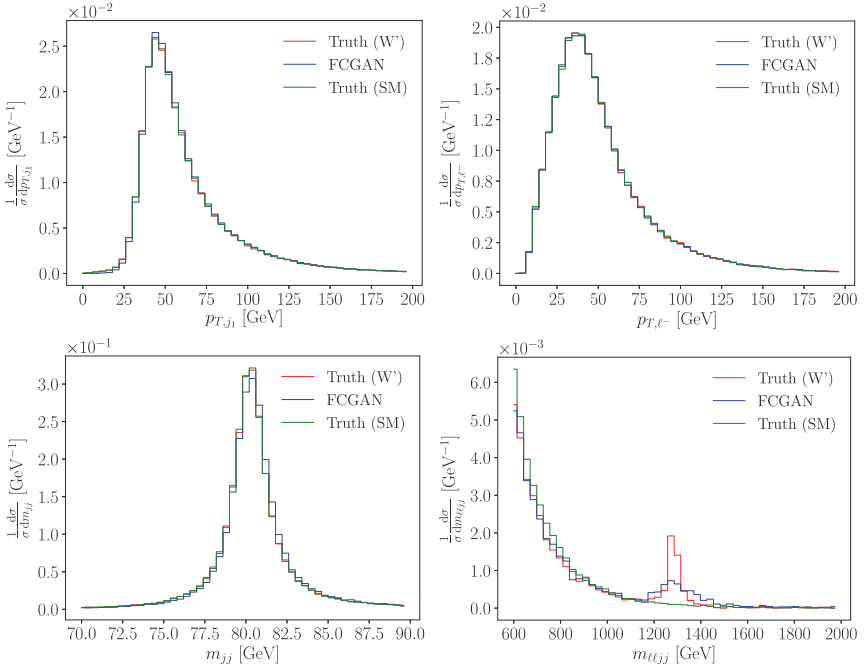 ×10⁻²
2.5
2.0
1.5
1.0
0.5
0.0
1/σ dσ/dp_{T,j₁} [GeV⁻¹]
Truth (W')
FCGAN
Truth (SM)
0 25 50 75 100 125 150 175 200
p_{T,j₁} [GeV]
×10⁻²
2.0
1.8
1.5
1.2
1.0
0.8
0.5
0.2
0.0
1/σ dσ/dp_{T,ℓ⁻} [GeV⁻¹]
Truth (W')
FCGAN
Truth (SM)
0 25 50 75 100 125 150 175 200
p_{T,ℓ⁻} [GeV]
×10⁻¹
3.0
2.5
2.0
1.5
1.0
0.5
0.0
1/σ dσ/dm_{jj} [GeV⁻¹]
Truth (W')
FCGAN
Truth (SM)
70.0 72.5 75.0 77.5 80.0 82.5 85.0 87.5 90.0
m_{jj} [GeV]
×10⁻³
6.0
5.0
4.0
3.0
2.0
1.0
0.0
1/σ dσ/dm_{ℓℓjj} [GeV⁻¹]
Truth (W')
FCGAN
Truth (SM)
600 800 1000 1200 1400 1600 1800 2000
m_{ℓℓjj} [GeV]